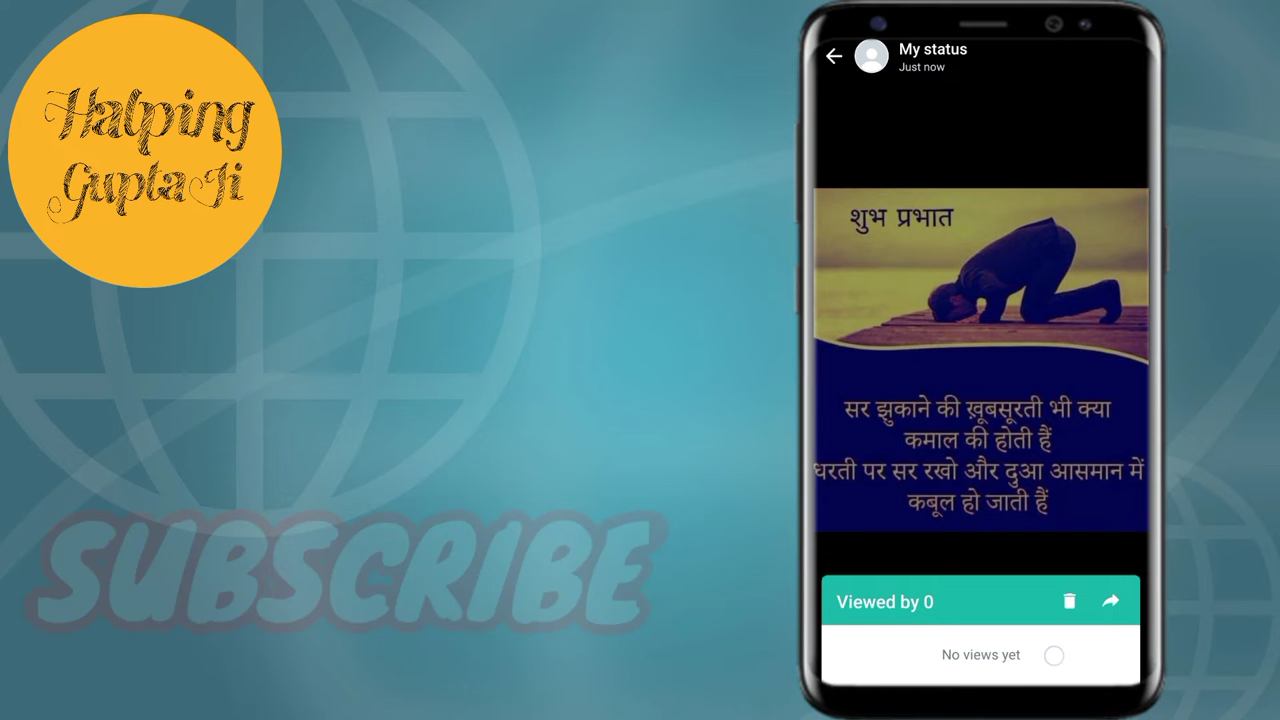 Halping
Gupta Ji
SUBSCRIBE
My status
Just now
शुभ प्रभात
सर झुकाने की ख़ूबसूरती भी क्या
कमाल की होती हैं
धरती पर सर रखो और दुआ आसमान में
कबूल हो जाती हैं
Viewed by 0
No views yet